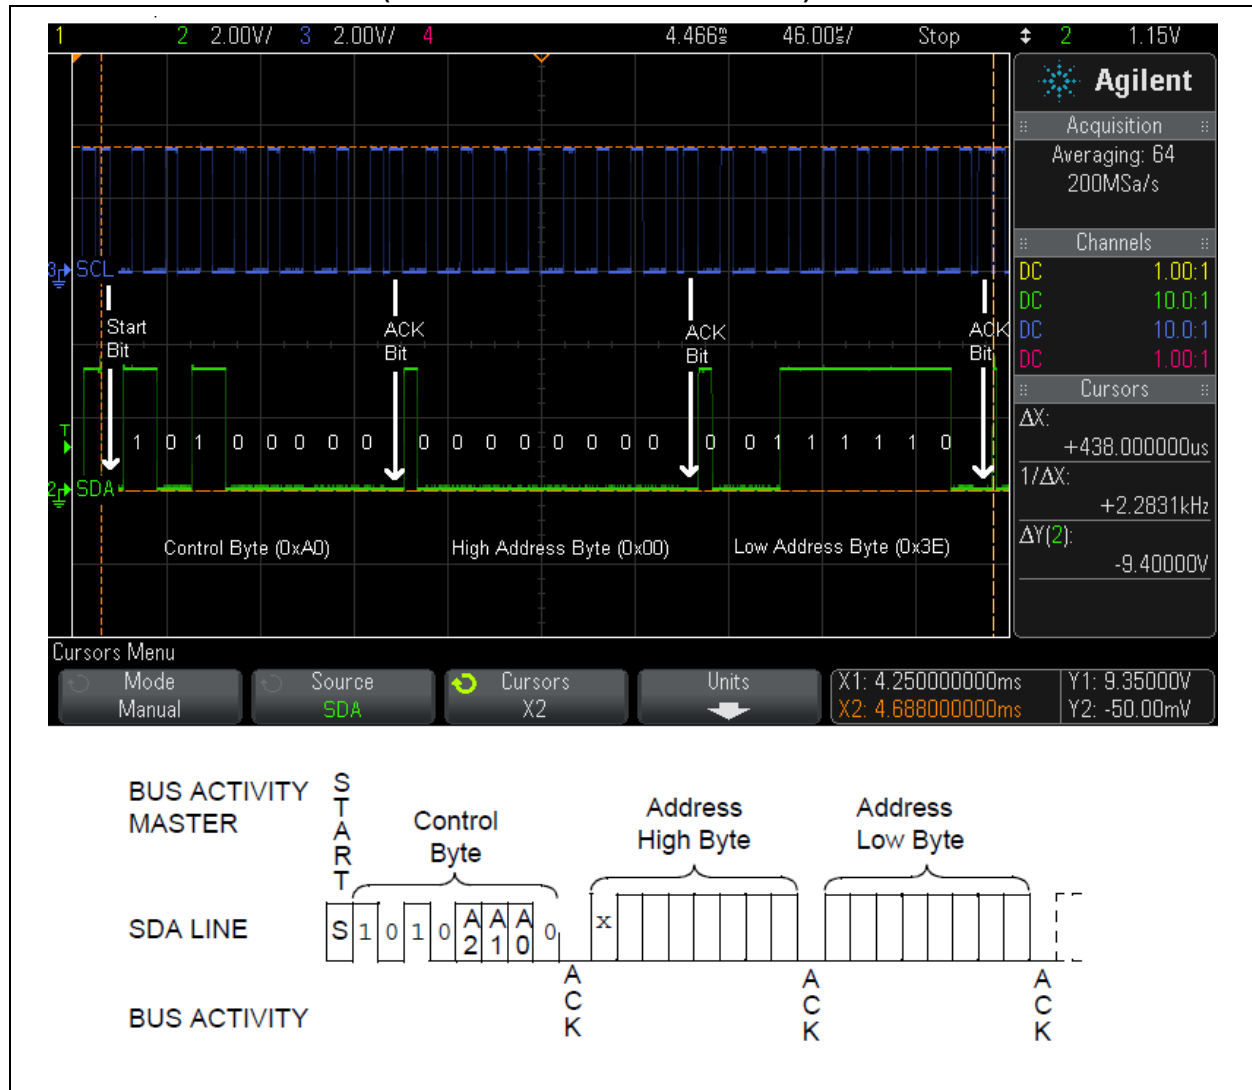 1 2 2.00V/ 3 2.00V/ 4 4.466ms 46.00us/ Stop 2 1.15V
Agilent
Acquisition
Averaging: 64
200MSa/s
Channels
DC 1.00:1
DC 10.0:1
DC 10.0:1
DC 1.00:1
Cursors
ΔX:
+438.000000us
1/ΔX:
+2.2831kHz
ΔY(2):
-9.40000V
3 SCL
Start
Bit
ACK
Bit
ACK
Bit
ACK
Bit
T
1 0 1 0 0 0 0 0 0 0 0 0 0 0 0 0 0 0 1 1 1 1 1 0
2 SDA
Control Byte (0xA0)
High Address Byte (0x00)
Low Address Byte (0x3E)
Cursors Menu
Mode
Manual
Source
SDA
Cursors
X2
Units
X1: 4.250000000ms
X2: 4.688000000ms
Y1: 9.35000V
Y2: -50.00mV
BUS ACTIVITY
MASTER
START
Control
Byte
Address
High Byte
Address
Low Byte
SDA LINE
S 1 0 1 0 A2 A1 A0 0 x
ACK
ACK
ACK
BUS ACTIVITY